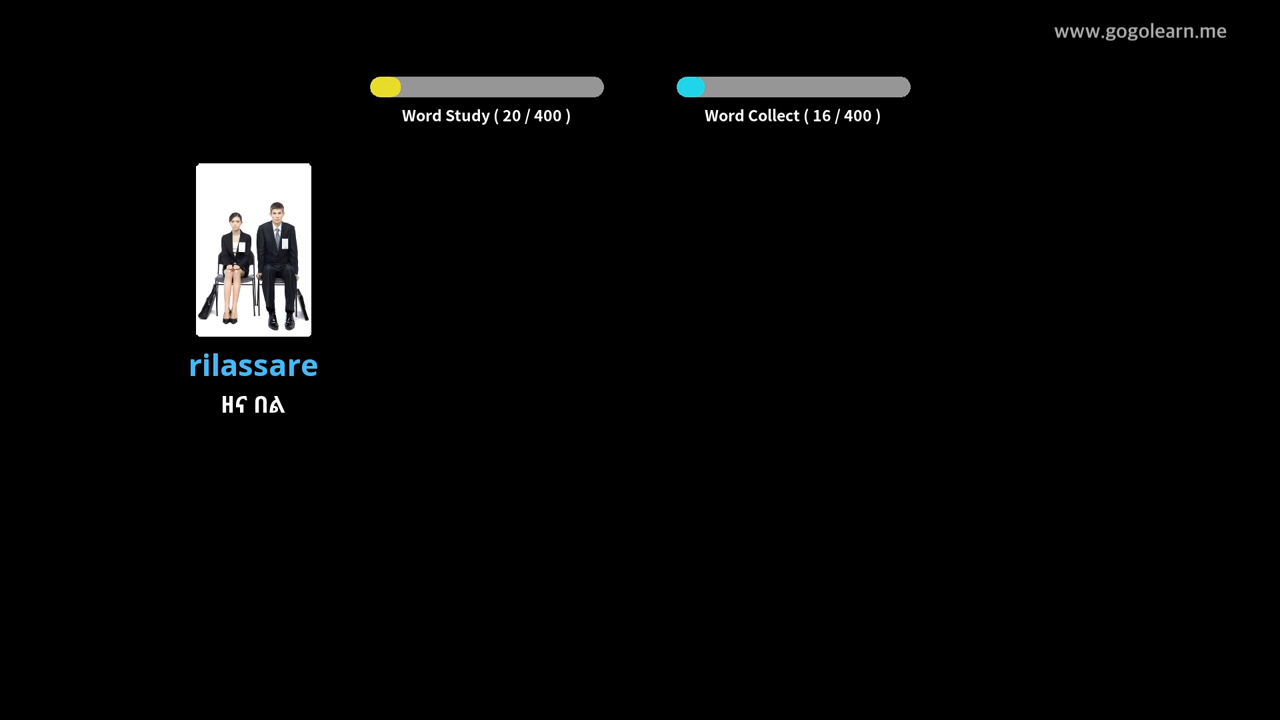 www.gogolearn.me
Word Study ( 20 / 400 )
Word Collect ( 16 / 400 )
rilassare
ዘና በል